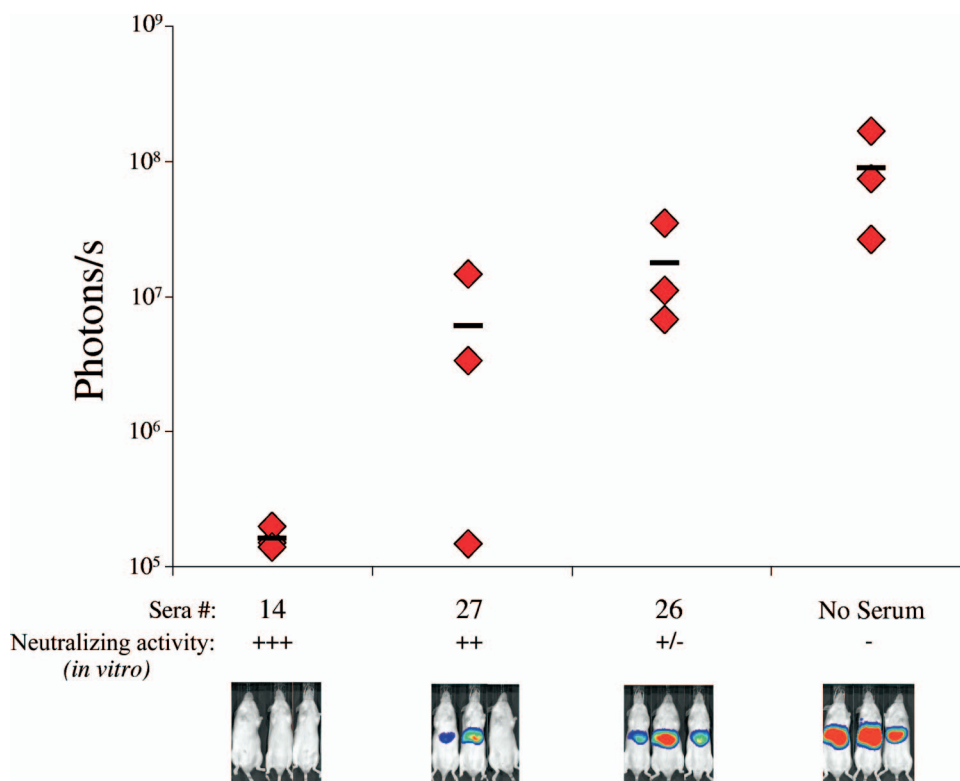 10⁹
10⁸
10⁷
10⁶
10⁵
Photons/s
Sera #: 14 27 26 No Serum
Neutralizing activity: +++ ++ +/- -
(in vitro)